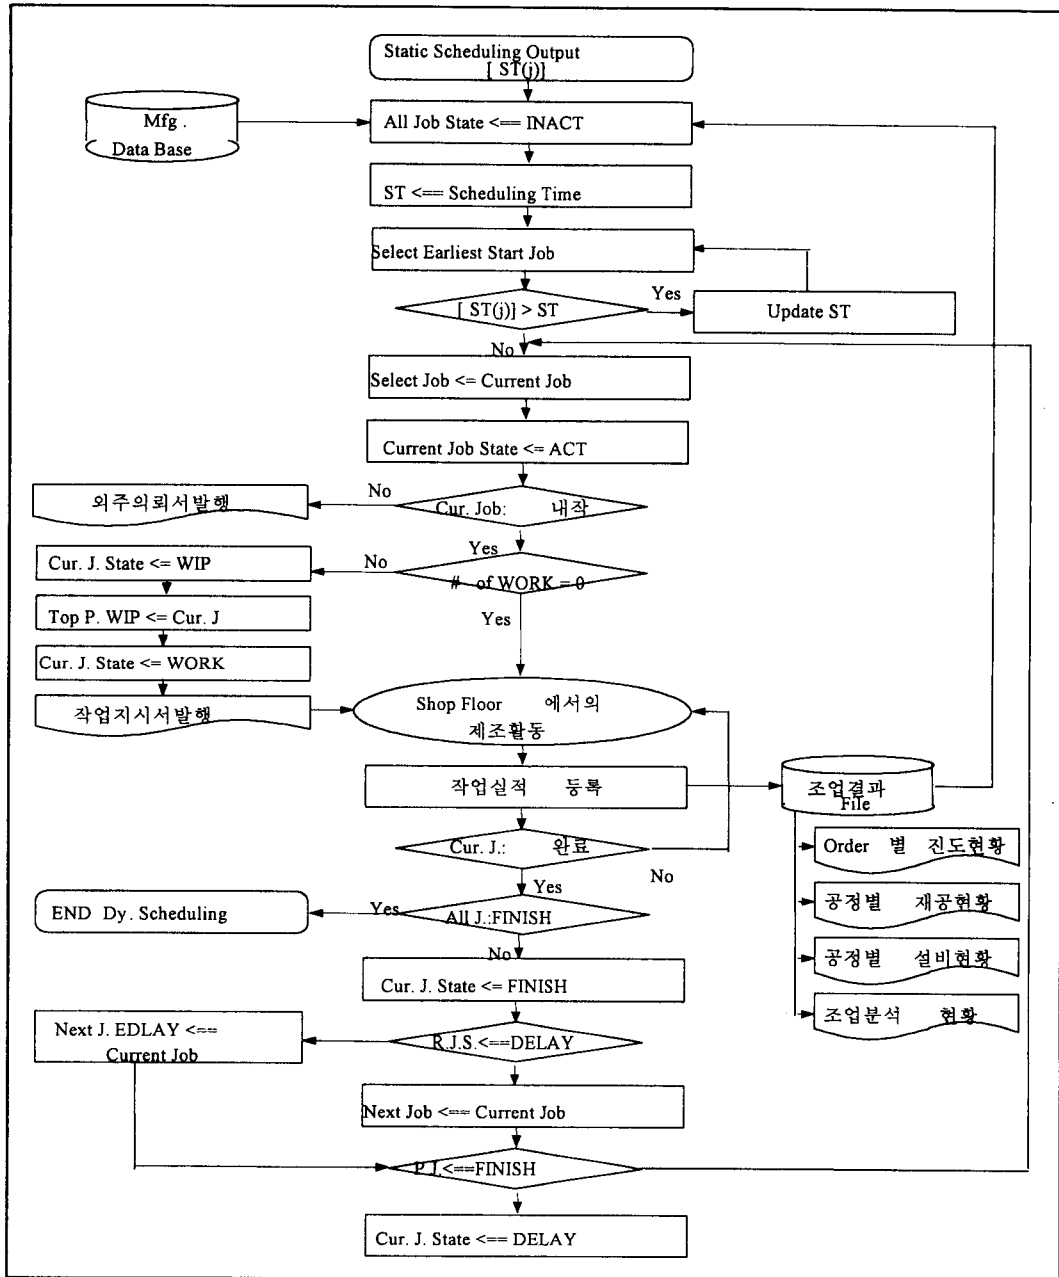 Static Scheduling Output
[ ST(j)]
Mfg .
Data Base
All Job State <== INACT
ST <== Scheduling Time
Select Earliest Start Job
[ ST(j)] > ST
Yes
Update ST
No
Select Job <= Current Job
Current Job State <= ACT
외주의뢰서발행
No
Cur. Job: 내작
Yes
Cur. J. State <= WIP
No
# of WORK = 0
Top P. WIP <= Cur. J
Yes
Cur. J. State <= WORK
작업지시서발행
Shop Floor 에서의
제조활동
작업실적 등록
조업결과
File
Cur. J.: 완료
No
Order 별 진도현황
Yes
공정별 재공현황
END Dy. Scheduling
Yes
All J.:FINISH
No
공정별 설비현황
Cur. J. State <= FINISH
조업분석 현황
Next J. EDLAY <==
Current Job
R.J.S.<==DELAY
Next Job <== Current Job
P.J.<==FINISH
Cur. J. State <== DELAY